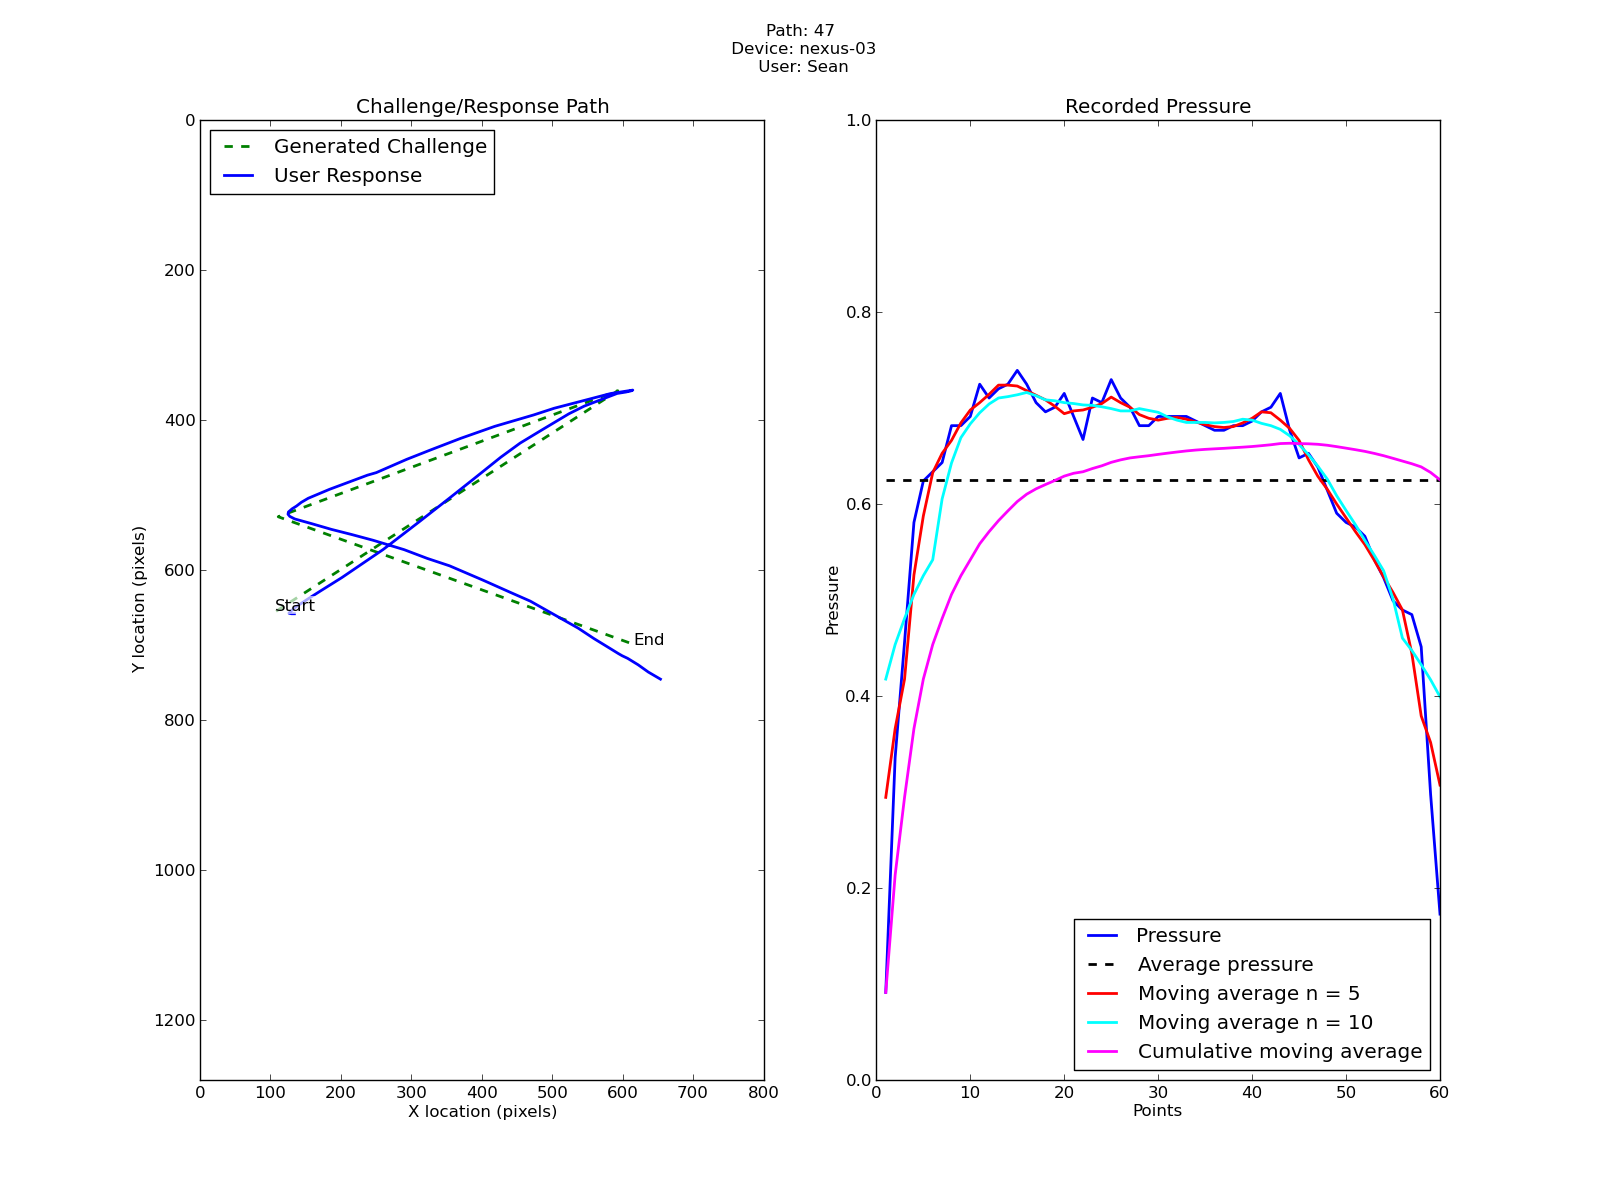 Path: 47
Device: nexus-03
User: Sean
Challenge/Response Path
Generated Challenge
User Response
0
200
400
600
800
1000
1200
Y location (pixels)
Start
End
0 100 200 300 400 500 600 700 800
X location (pixels)
Recorded Pressure
1.0
0.8
0.6
0.4
0.2
0.0
Pressure
Pressure
Average pressure
Moving average n = 5
Moving average n = 10
Cumulative moving average
0 10 20 30 40 50 60
Points